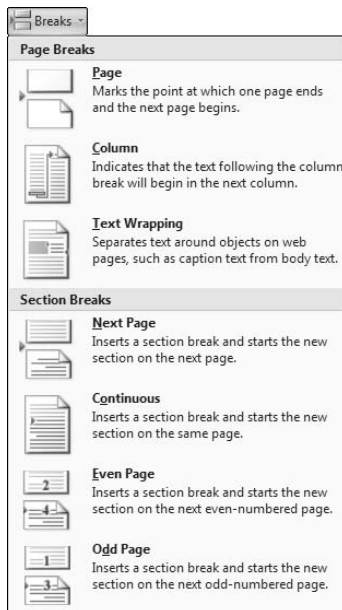 Breaks
Page Breaks
Page
Marks the point at which one page ends
and the next page begins.
Column
Indicates that the text following the column
break will begin in the next column.
Text Wrapping
Separates text around objects on web
pages, such as caption text from body text.
Section Breaks
Next Page
Inserts a section break and starts the new
section on the next page.
Continuous
Inserts a section break and starts the new
section on the same page.
2
Even Page
Inserts a section break and starts the new
4
section on the next even-numbered page.
1
Odd Page
Inserts a section break and starts the new
3
section on the next odd-numbered page.